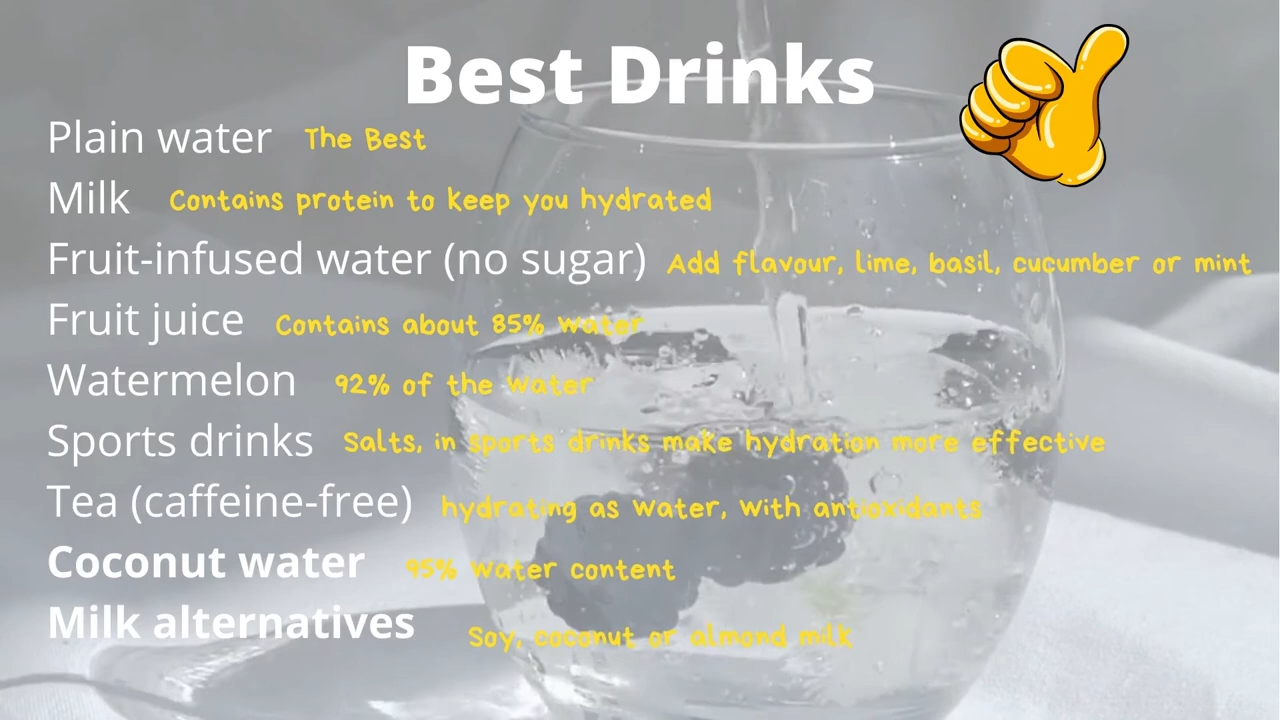 Best Drinks
Plain water The Best
Milk Contains protein to keep you hydrated
Fruit-infused water (no sugar) Add flavour, lime, basil, cucumber or mint
Fruit juice Contains about 85% water
Watermelon 92% of the water
Sports drinks Salts, in sports drinks make hydration more effective
Tea (caffeine-free) hydrating as water, with antioxidants
Coconut water 95% water content
Milk alternatives Soy, coconut or almond milk